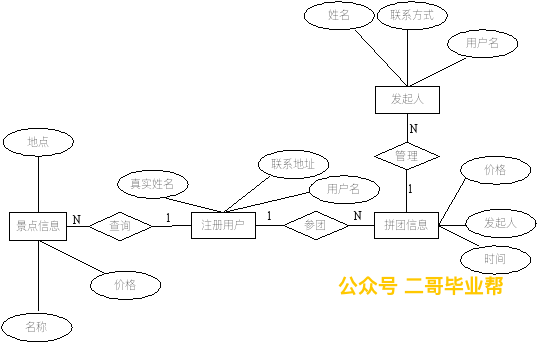 姓名
联系方式
用户名
发起人
N
管理
1
地点
真实姓名
联系地址
用户名
价格
景点信息
N
查询
1
注册用户
1
参团
N
拼团信息
发起人
时间
价格
名称
公众号 二哥毕业帮